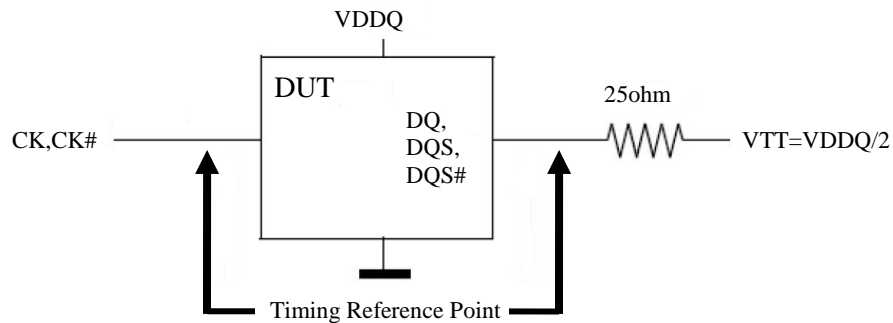 VDDQ
DUT
25ohm
CK,CK#
DQ,
DQS,
DQS#
VTT=VDDQ/2
Timing Reference Point